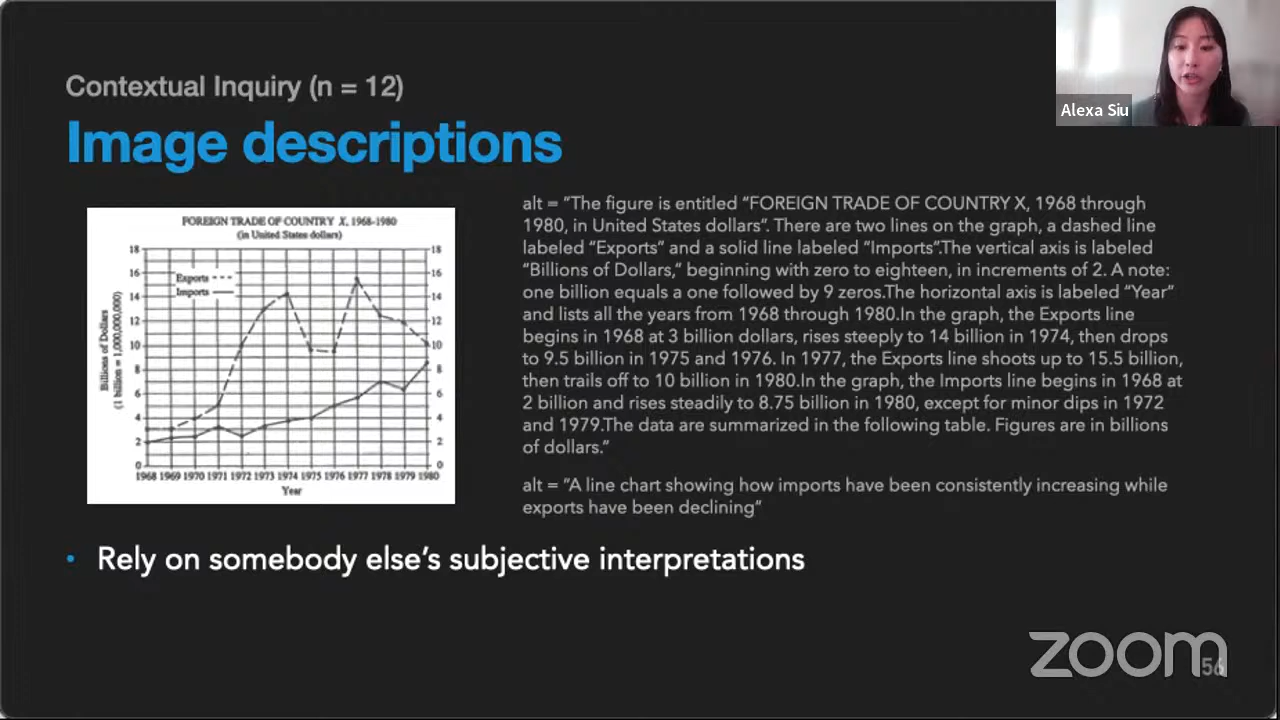 Alexa Siu
Contextual Inquiry (n = 12)
Image descriptions
FOREIGN TRADE OF COUNTRY X, 1968-1980
(in United States dollars)
18 18
16 16
Exports
Imports
14 14
12 12
10 10
8 8
6 6
4 4
2 2
0 0
Billions of Dollars
(1 billion = 1,000,000,000)
1968 1969 1970 1971 1972 1973 1974 1975 1976 1977 1978 1979 1980
Year
alt = “The figure is entitled “FOREIGN TRADE OF COUNTRY X, 1968 through
1980, in United States dollars”. There are two lines on the graph, a dashed line
labeled “Exports” and a solid line labeled “Imports”.The vertical axis is labeled
“Billions of Dollars,” beginning with zero to eighteen, in increments of 2. A note:
one billion equals a one followed by 9 zeros.The horizontal axis is labeled “Year”
and lists all the years from 1968 through 1980.In the graph, the Exports line
begins in 1968 at 3 billion dollars, rises steeply to 14 billion in 1974, then drops
to 9.5 billion in 1975 and 1976. In 1977, the Exports line shoots up to 15.5 billion,
then trails off to 10 billion in 1980.In the graph, the Imports line begins in 1968 at
2 billion and rises steadily to 8.75 billion in 1980, except for minor dips in 1972
and 1979.The data are summarized in the following table. Figures are in billions
of dollars.”
alt = “A line chart showing how imports have been consistently increasing while
exports have been declining”
• Rely on somebody else’s subjective interpretations
zoom
56